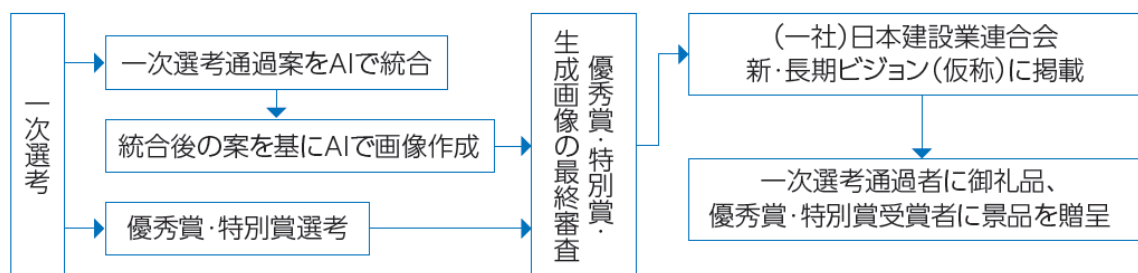 一次選考
一次選考通過案をAIで統合
統合後の案を基にAIで画像作成
優秀賞・特別賞選考
優秀賞・特別賞・
生成画像の最終審査
(一社)日本建設業連合会
新・長期ビジョン(仮称)に掲載
一次選考通過者に御礼品、
優秀賞・特別賞受賞者に景品を贈呈